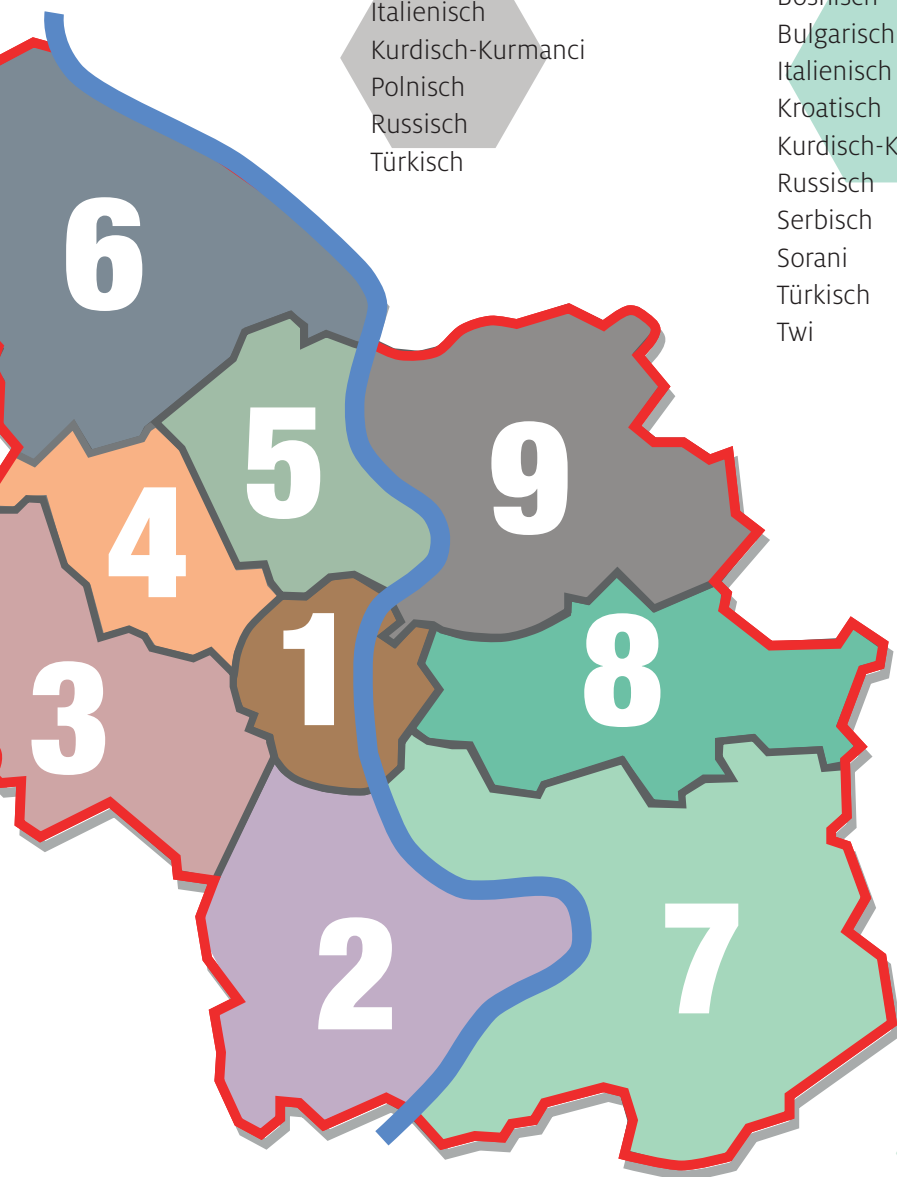 Italienisch
Kurdisch-Kurmanci
Polnisch
Russisch
Türkisch
Bulgarisch
Italienisch
Kroatisch
Kurdisch-K
Russisch
Serbisch
Sorani
Türkisch
Twi
6
5
9
4
1
8
3
7
2